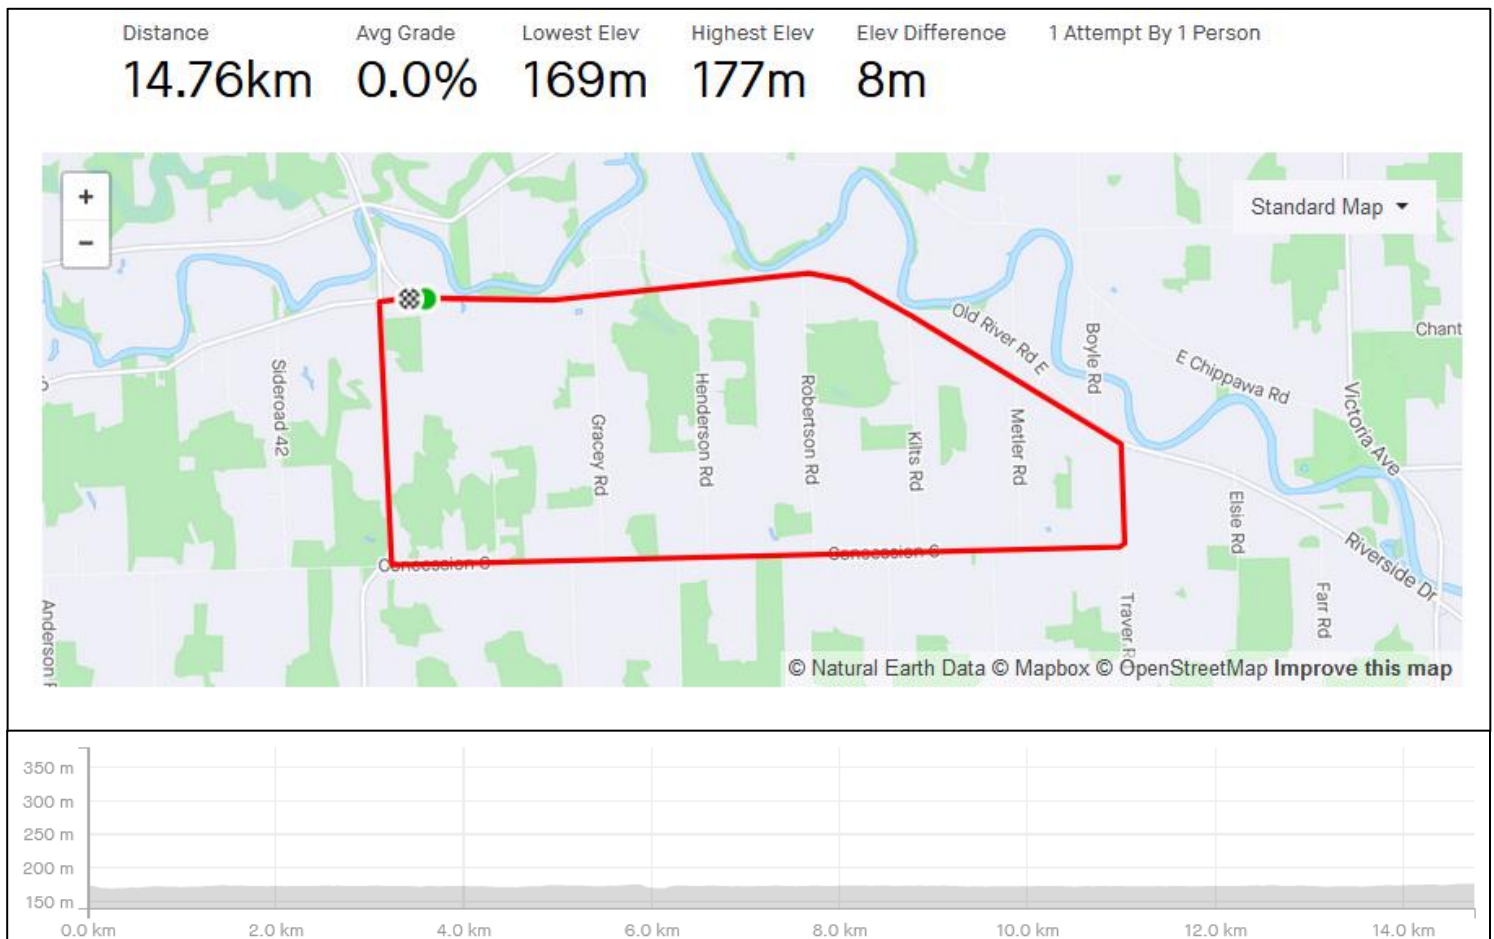 Distance Avg Grade Lowest Elev Highest Elev Elev Difference 1 Attempt By 1 Person
14.76km 0.0% 169m 177m 8m
+
−
Standard Map
Old River Rd E
Boyle Rd
E Chippawa Rd
Chant
Victoria Ave
Sideroad 42
Gracey Rd
Henderson Rd
Robertson Rd
Kilts Rd
Metler Rd
Elsie Rd
Riverside Dr
Concession 6
Concession 6
Anderson
Traver R
Farr Rd
© Natural Earth Data © Mapbox © OpenStreetMap Improve this map
350 m
300 m
250 m
200 m
150 m
0.0 km 2.0 km 4.0 km 6.0 km 8.0 km 10.0 km 12.0 km 14.0 km